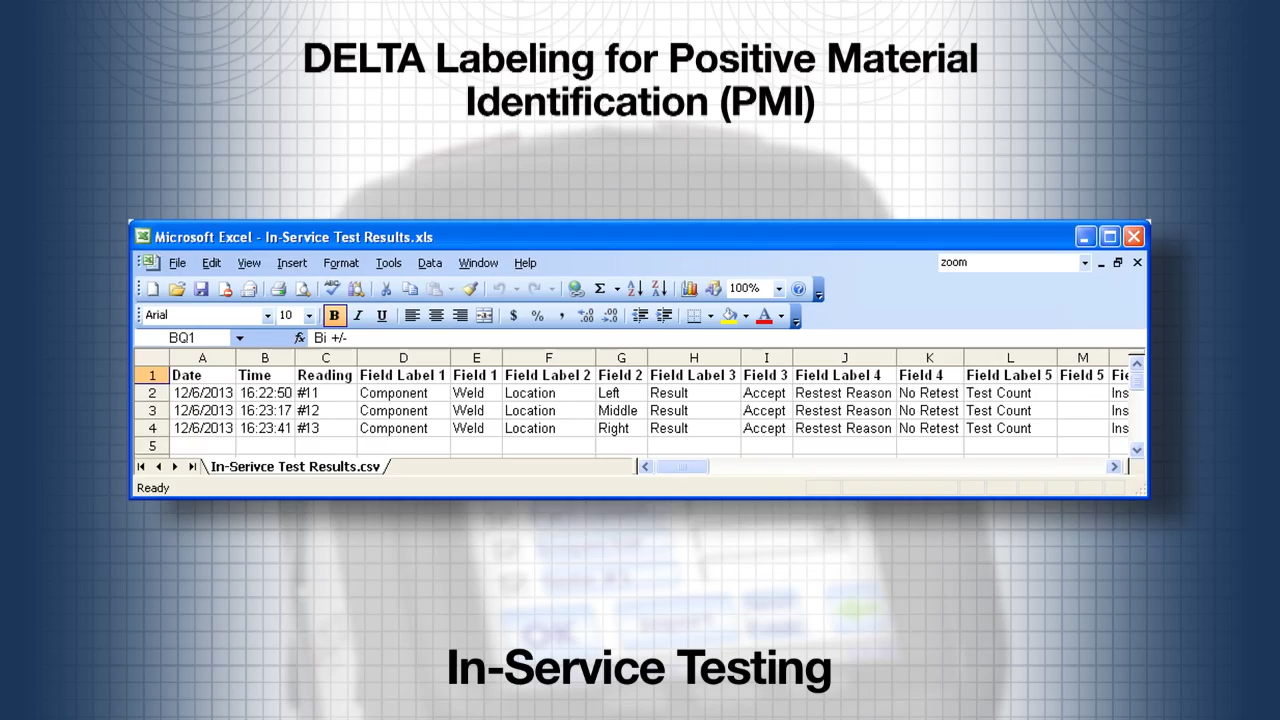 DELTA Labeling for Positive Material
Identification (PMI)
Microsoft Excel - In-Service Test Results.xls
File Edit View Insert Format Tools Data Window Help zoom
100%
Arial 10 B I U $ % ,
BQ1 fx Bi +/-
A B C D E F G H I J K L M
1 Date Time Reading Field Label Field 1 Field Label 2 Field 2 Field Label 3 Field 3 Field Label 4 Field 4 Field Label 5 Field 5 Fie
2 12/6/2013 16:22:50 #11 Component Weld Location Left Result Accept Restest Reason No Retest Test Count Ins
3 12/6/2013 16:23:17 #12 Component Weld Location Middle Result Accept Restest Reason No Retest Test Count Ins
4 12/6/2013 16:23:41 #13 Component Weld Location Right Result Accept Restest Reason No Retest Test Count Ins
5
In-Serivce Test Results.csv
Ready
OK
In-Service Testing